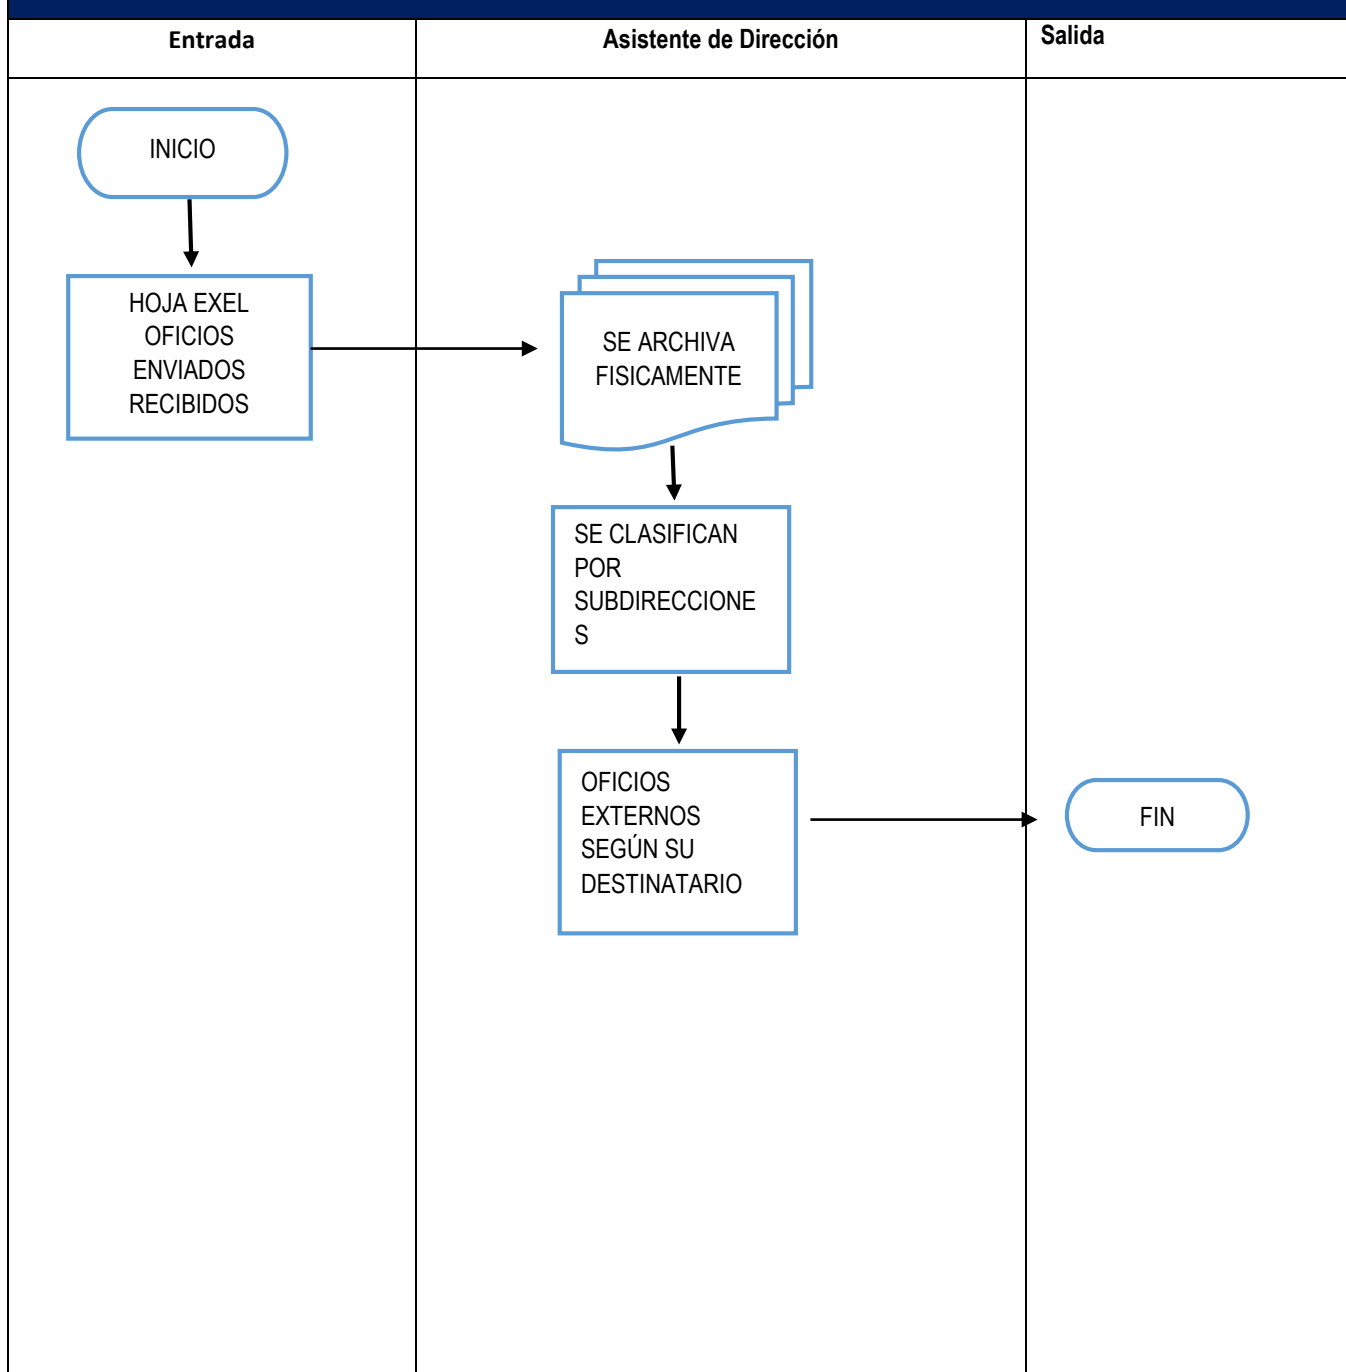 Entrada
Asistente de Dirección
Salida
INICIO
HOJA EXEL
OFICIOS
ENVIADOS
RECIBIDOS
SE ARCHIVA
FISICAMENTE
SE CLASIFICAN
POR
SUBDIRECCIONE
S
OFICIOS
EXTERNOS
SEGÚN SU
DESTINATARIO
FIN